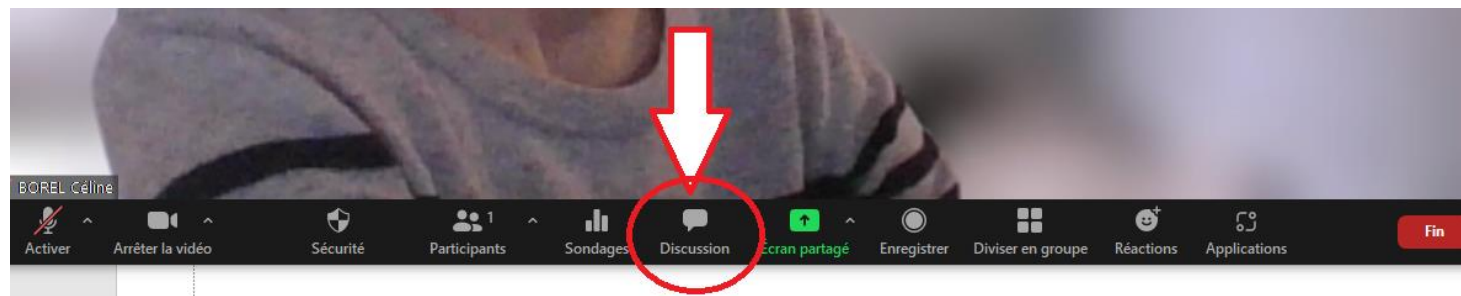 BOREL Céline
Activer Arrêter la vidéo Sécurité Participants 1 Sondages Discussion Écran partagé Enregistrer Diviser en groupe Réactions Applications Fin